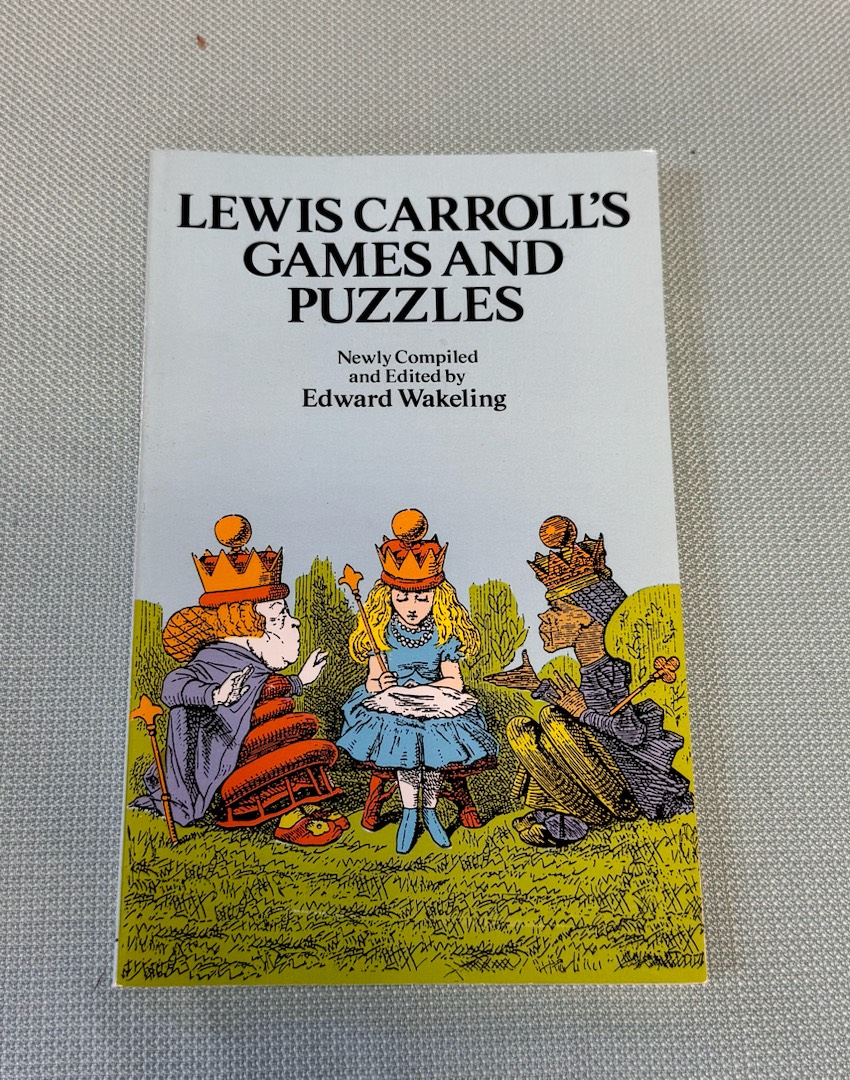 LEWIS CARROLL'S
GAMES AND
PUZZLES
Newly Compiled
and Edited by
Edward Wakeling